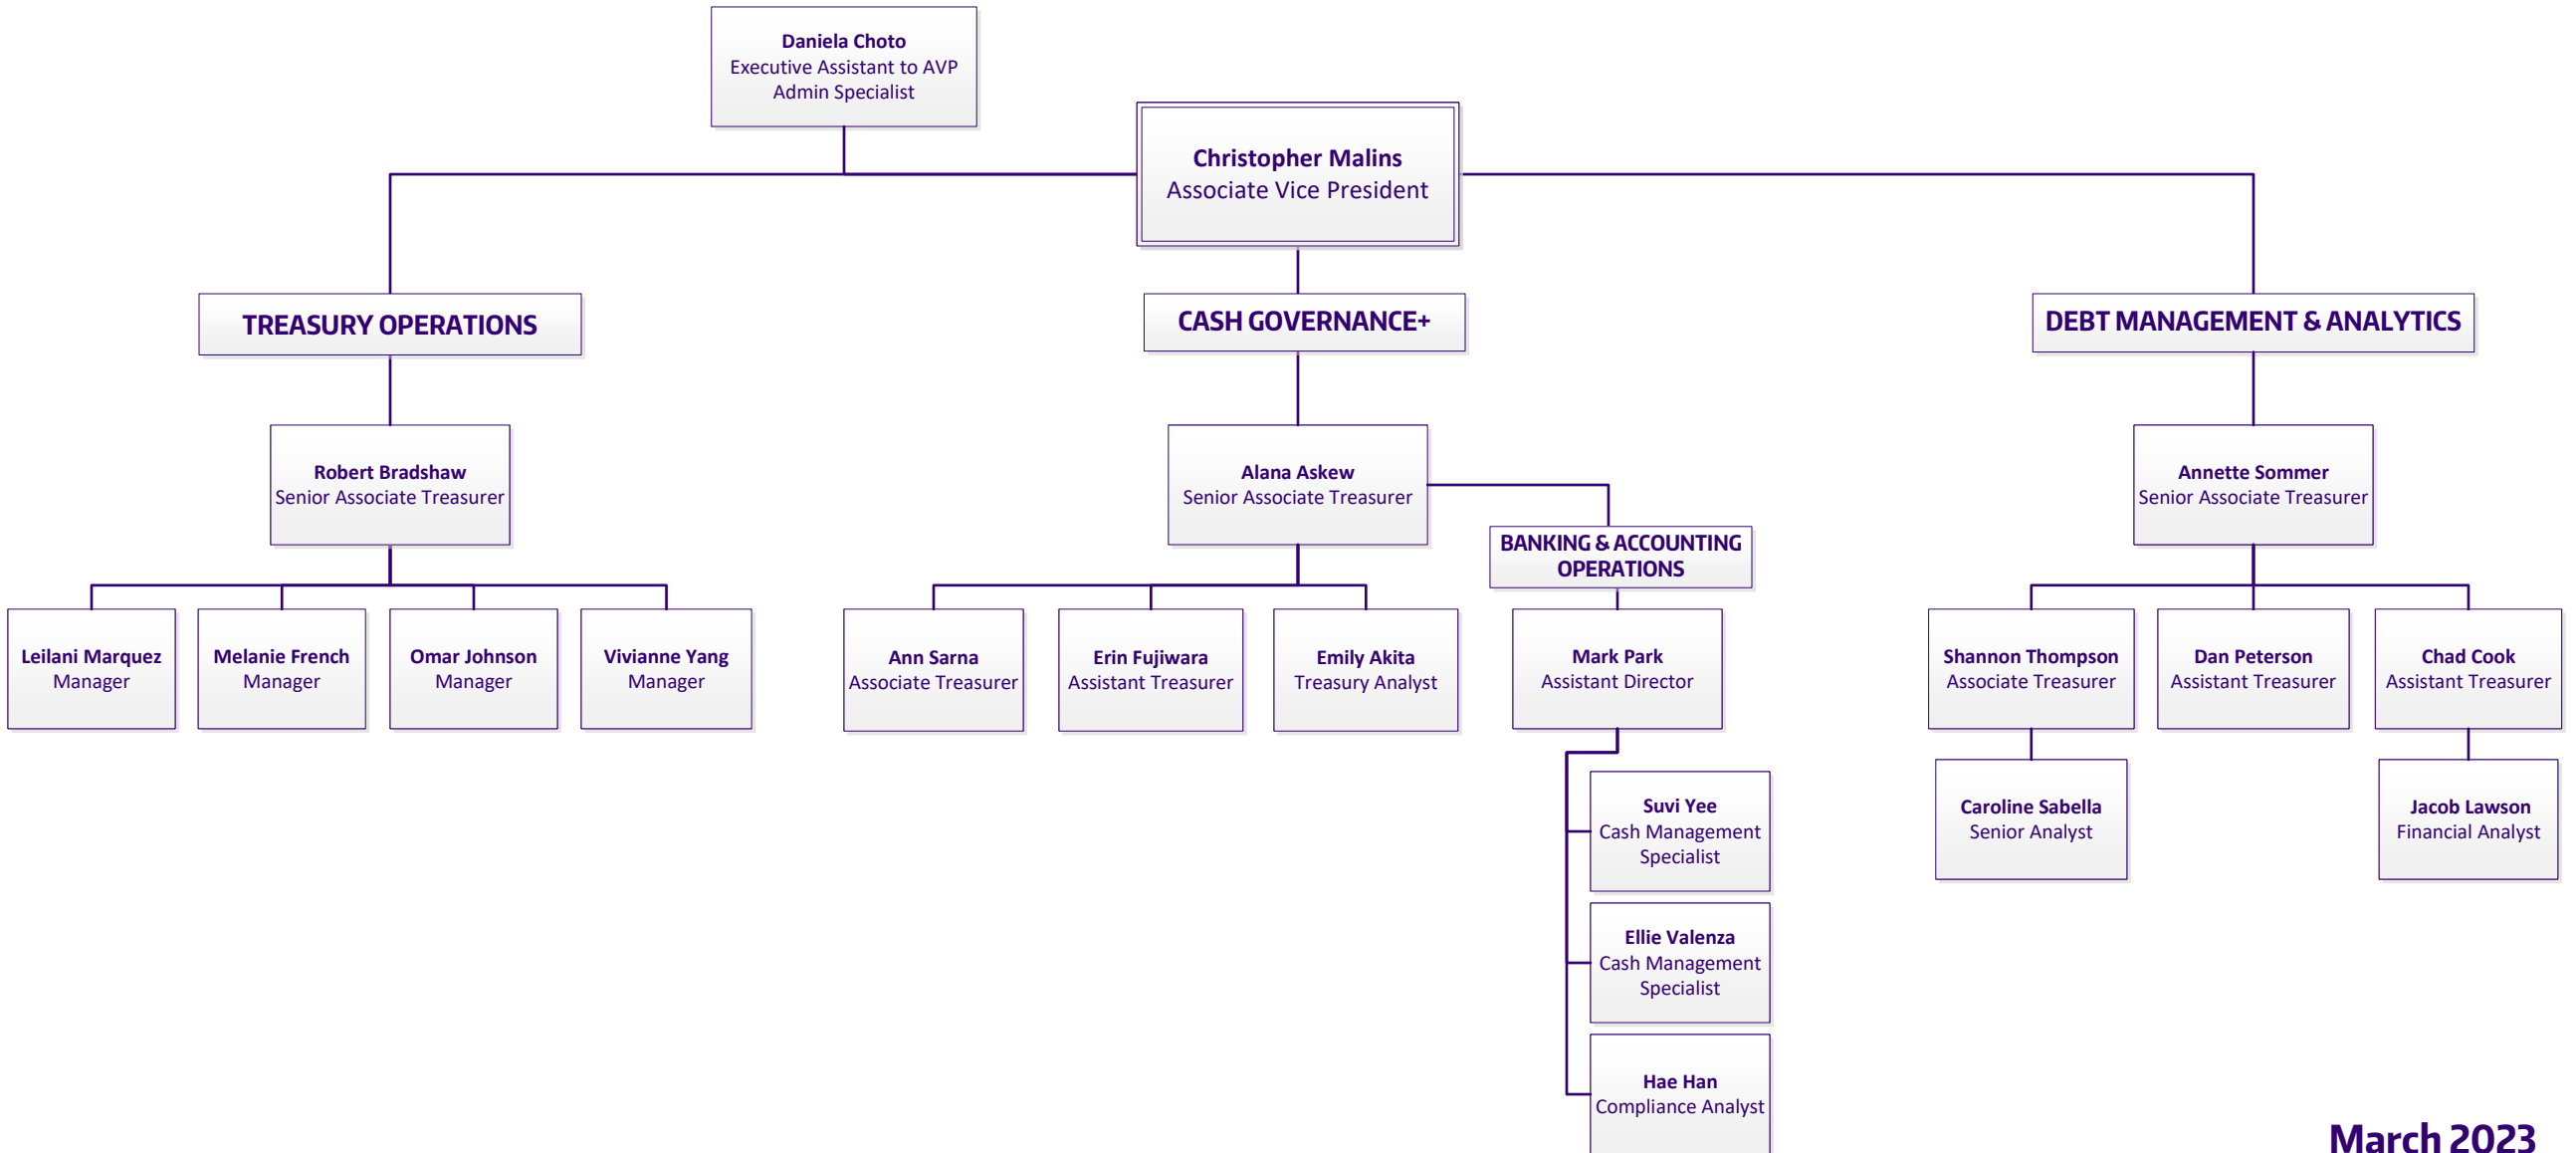 Daniela Choto
Executive Assistant to AVP
Admin Specialist
Christopher Malins
Associate Vice President
TREASURY OPERATIONS
CASH GOVERNANCE+
DEBT MANAGEMENT & ANALYTICS
Robert Bradshaw
Senior Associate Treasurer
Alana Askew
Senior Associate Treasurer
Annette Sommer
Senior Associate Treasurer
BANKING & ACCOUNTING
OPERATIONS
Leilani Marquez
Manager
Melanie French
Manager
Omar Johnson
Manager
Vivianne Yang
Manager
Ann Sarna
Associate Treasurer
Erin Fujiwara
Assistant Treasurer
Emily Akita
Treasury Analyst
Mark Park
Assistant Director
Shannon Thompson
Associate Treasurer
Dan Peterson
Assistant Treasurer
Chad Cook
Assistant Treasurer
Suvi Yee
Cash Management
Specialist
Caroline Sabella
Senior Analyst
Jacob Lawson
Financial Analyst
Ellie Valenza
Cash Management
Specialist
Hae Han
Compliance Analyst
March 2023